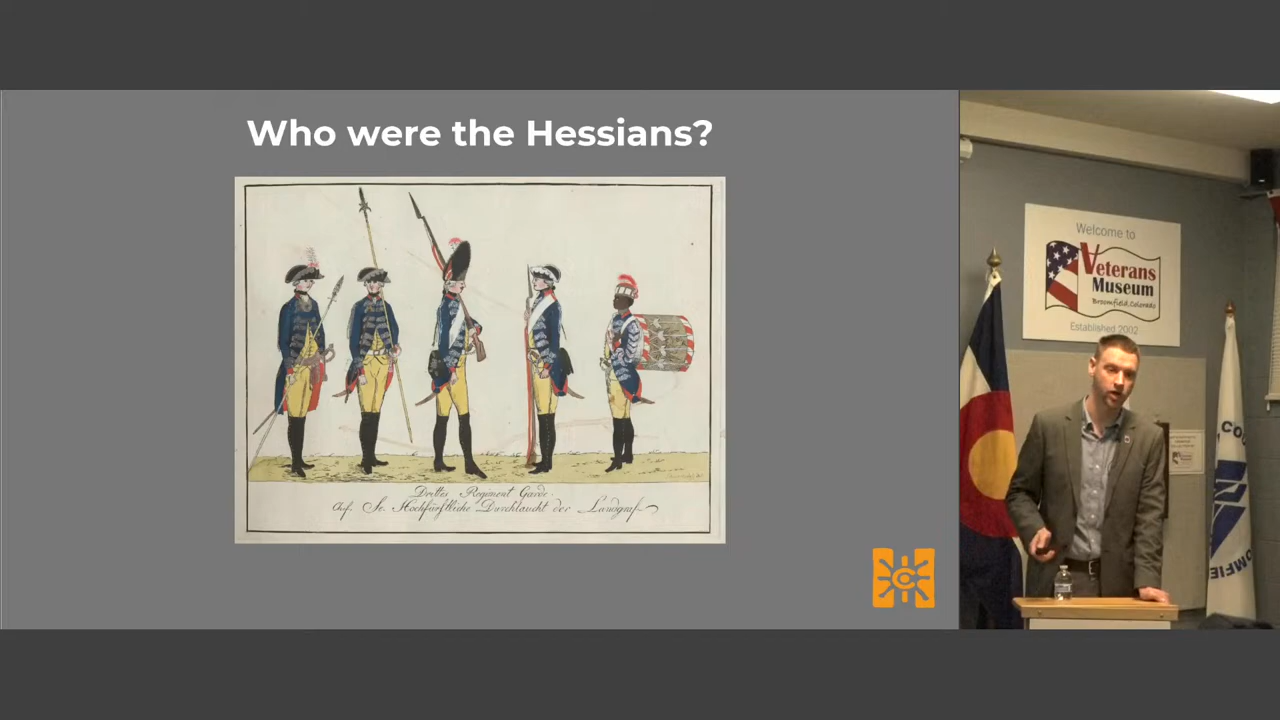 Who were the Hessians?
Drittes Regiment Garde.
Chef. Se. Hochfürstliche Durchlaucht der Landgraf
Welcome to
Veterans
Museum
Broomfield, Colorado
Established 2002